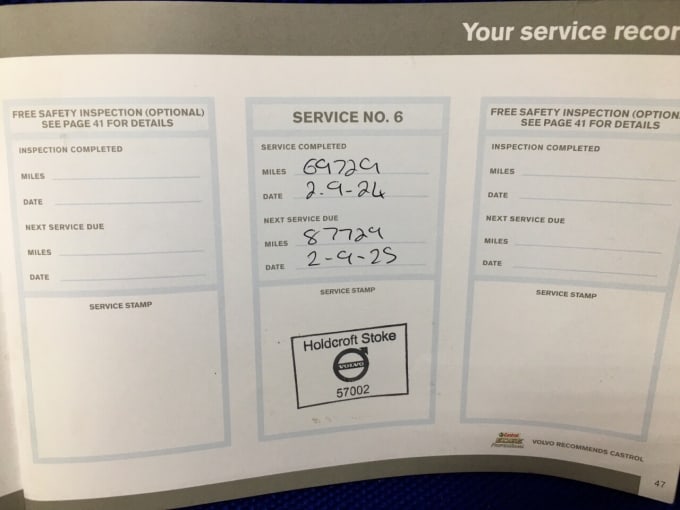 Your service recor
FREE SAFETY INSPECTION (OPTIONAL)
SEE PAGE 41 FOR DETAILS
INSPECTION COMPLETED
MILES
DATE
NEXT SERVICE DUE
MILES
DATE
SERVICE STAMP
SERVICE NO. 6
SERVICE COMPLETED
MILES 69729
DATE 2-9-24
NEXT SERVICE DUE
MILES 87729
DATE 2-9-25
SERVICE STAMP
Holdcroft Stoke
VOLVO
57002
FREE SAFETY INSPECTION (OPTION
SEE PAGE 41 FOR DETAILS
INSPECTION COMPLETED
MILES
DATE
NEXT SERVICE DUE
MILES
DATE
SERVICE STAMP
Castrol
EDGE
Professional
VOLVO RECOMMENDS CASTROL
47